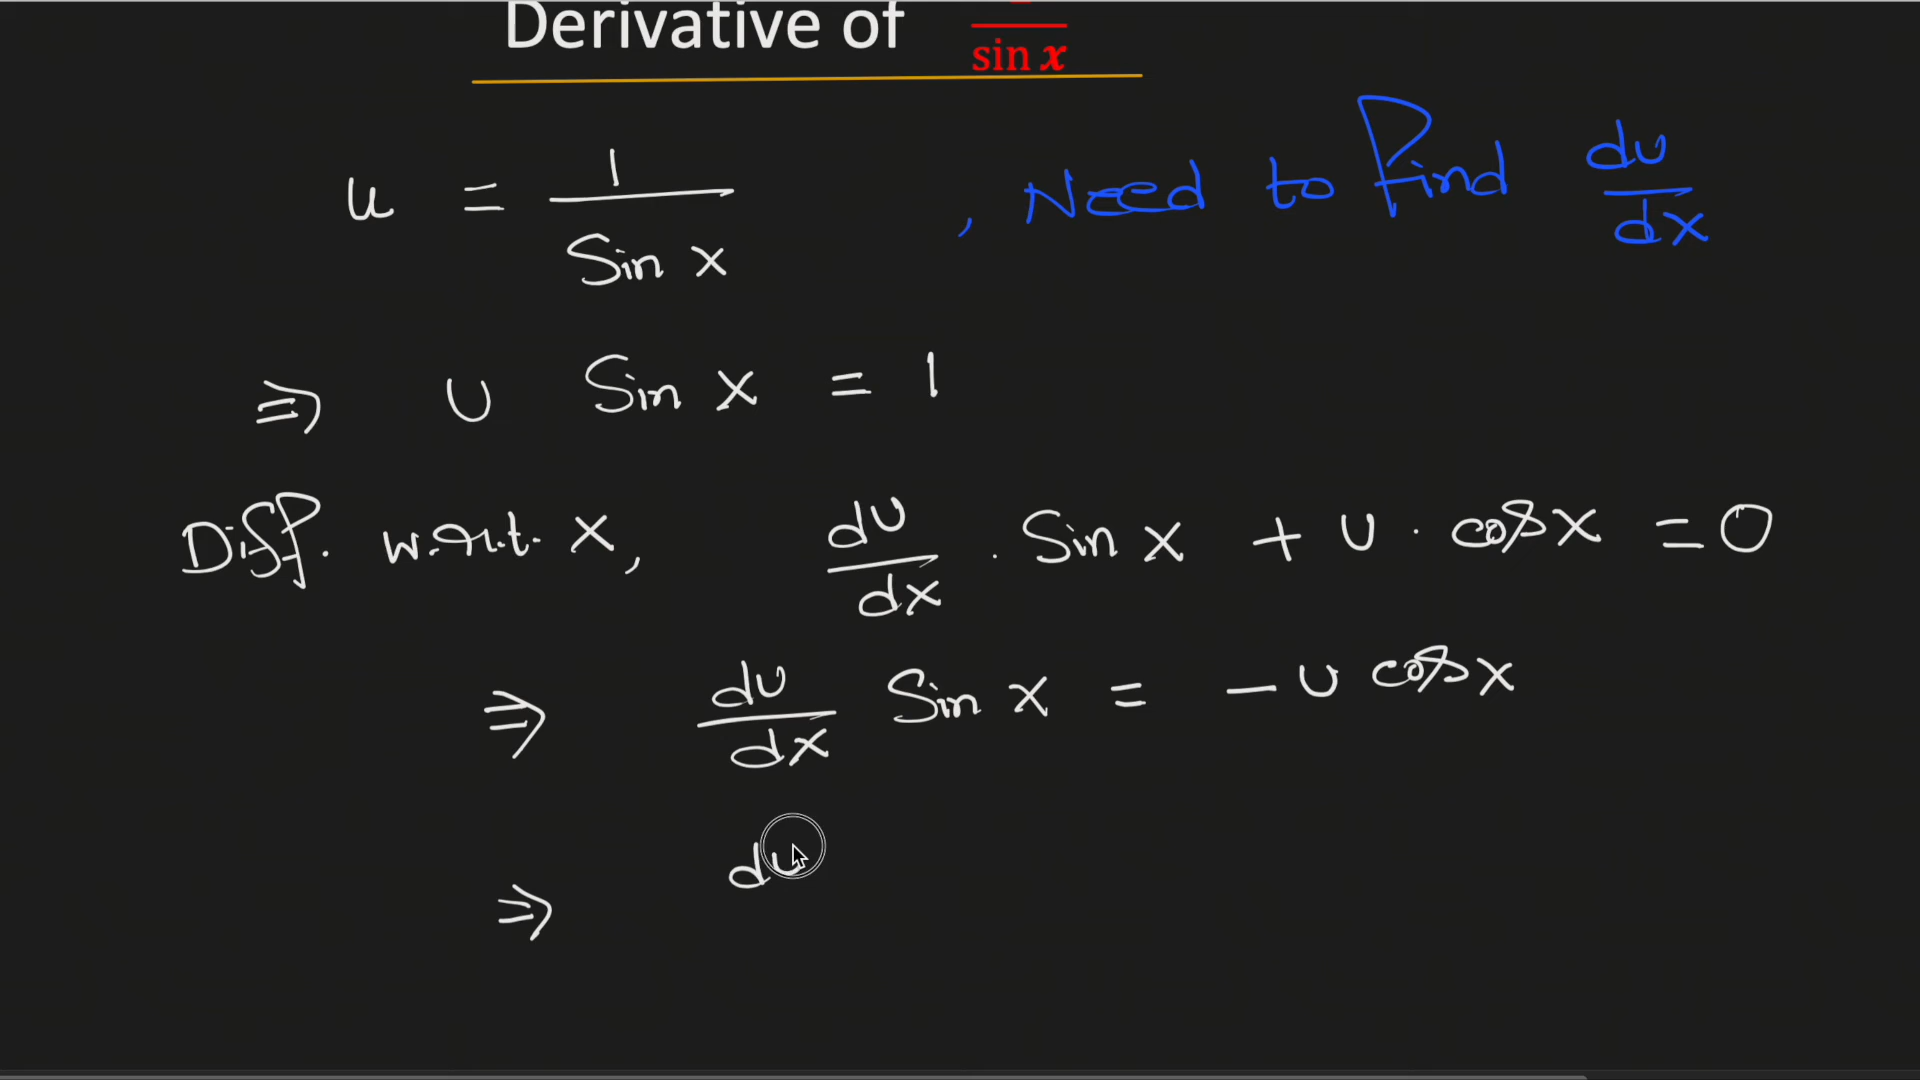 Derivative of 1/sin x
u = 1/Sin x , Need to Find du/dx
⇒ u Sin x = 1
Diff. w.r.t. x, du/dx . Sin x + u . cos x = 0
⇒ du/dx Sin x = - u cos x
⇒ du